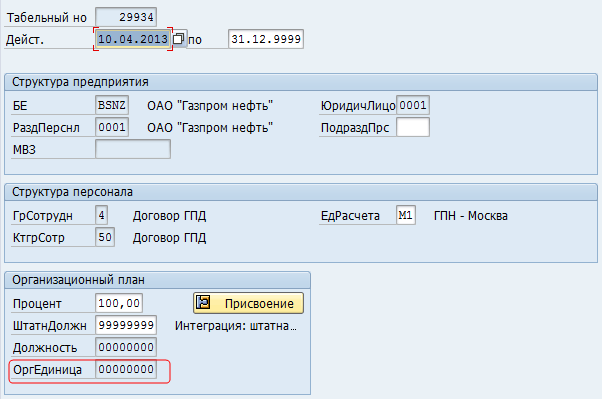 Табельный но 29934
Дейст. 10.04.2013 по 31.12.9999
Структура предприятия
БЕ BSNZ ОАО "Газпром нефть" ЮридичЛицо 0001
РаздПерснл 0001 ОАО "Газпром нефть" ПодраздПрс
МВЗ
Структура персонала
ГрСотрудн 4 Договор ГПД ЕдРасчета М1 ГПН - Москва
КтгрСотр 50 Договор ГПД
Организационный план
Процент 100,00 Присвоение
ШтатнДолжн 99999999 Интеграция: штатна...
Должность 00000000
ОргЕдиница 00000000